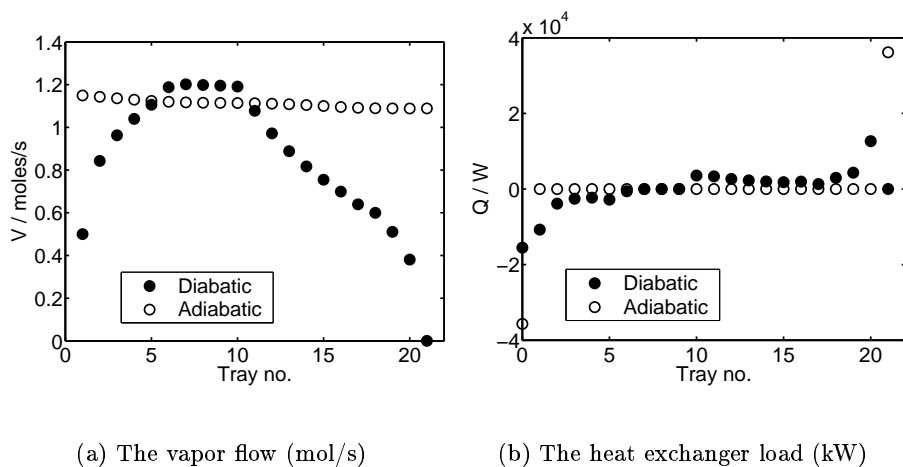 1.4
1.2
1
0.8
0.6
0.4
0.2
0
V / moles/s
Diabatic
Adiabatic
0 5 10 15 20
Tray no.
(a) The vapor flow (mol/s)
x 10⁴
4
2
0
−2
−4
Q / W
Diabatic
Adiabatic
0 5 10 15 20
Tray no.
(b) The heat exchanger load (kW)